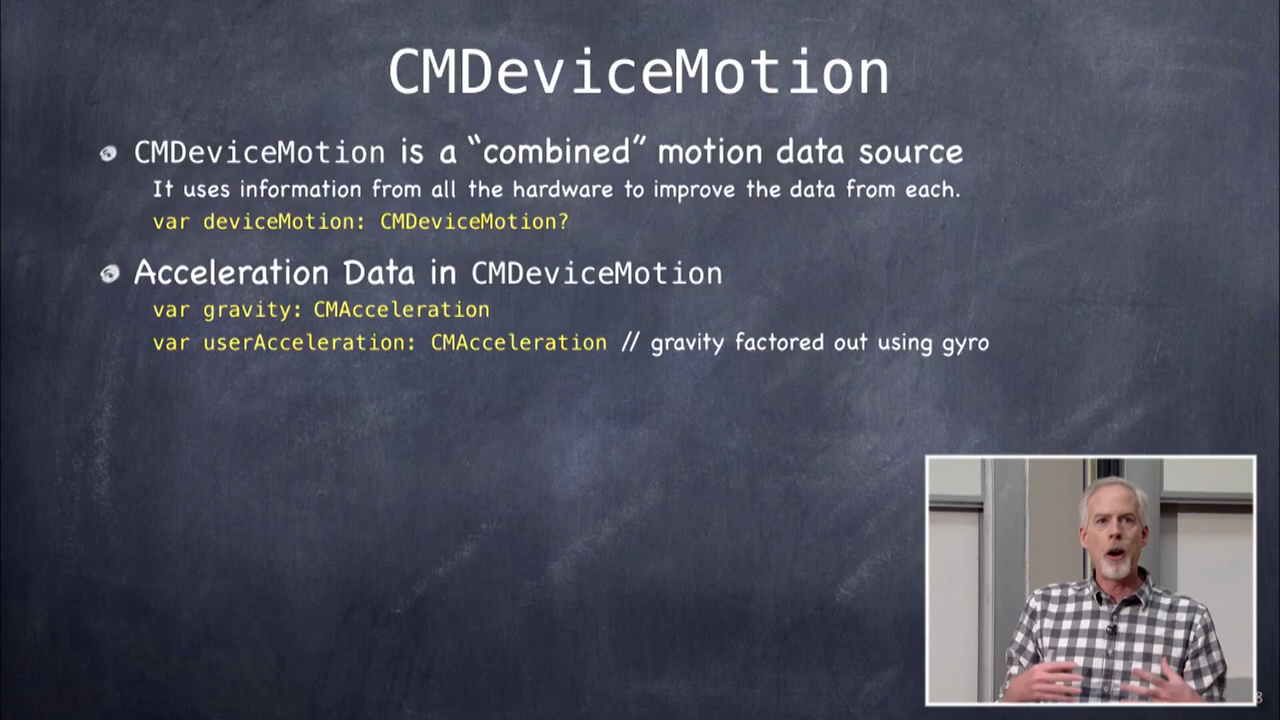 CMDeviceMotion
CMDeviceMotion is a “combined” motion data source
It uses information from all the hardware to improve the data from each.
var deviceMotion: CMDeviceMotion?
Acceleration Data in CMDeviceMotion
var gravity: CMAcceleration
var userAcceleration: CMAcceleration // gravity factored out using gyro